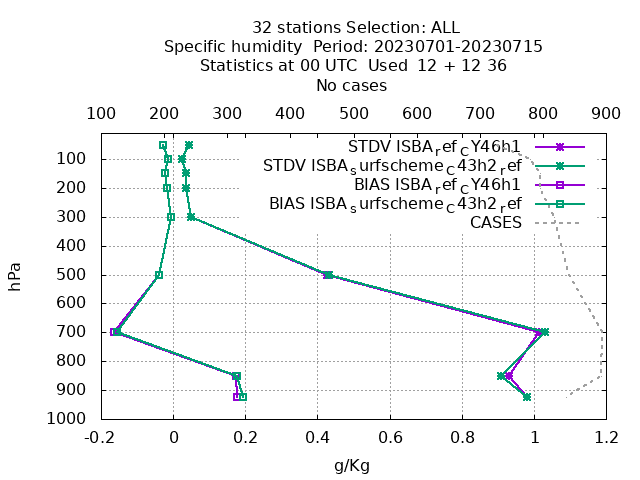 32 stations Selection: ALL
Specific humidity  Period: 20230701-20230715
Statistics at 00 UTC  Used  12 + 12 36
No cases
100 200 300 400 500 600 700 800 900
STDV ISBA_ref_CY46h1
STDV ISBA_surfscheme_C43h2_ref
BIAS ISBA_ref_CY46h1
BIAS ISBA_surfscheme_C43h2_ref
CASES
100
200
300
400
500
600
700
800
900
1000
hPa
-0.2 0 0.2 0.4 0.6 0.8 1 1.2
g/Kg